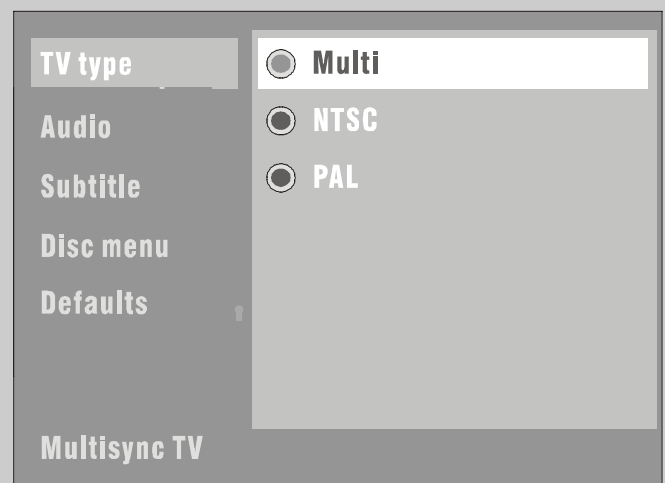 TV type
Audio
Subtitle
Disc menu
Defaults
Multisync TV
Multi
NTSC
PAL